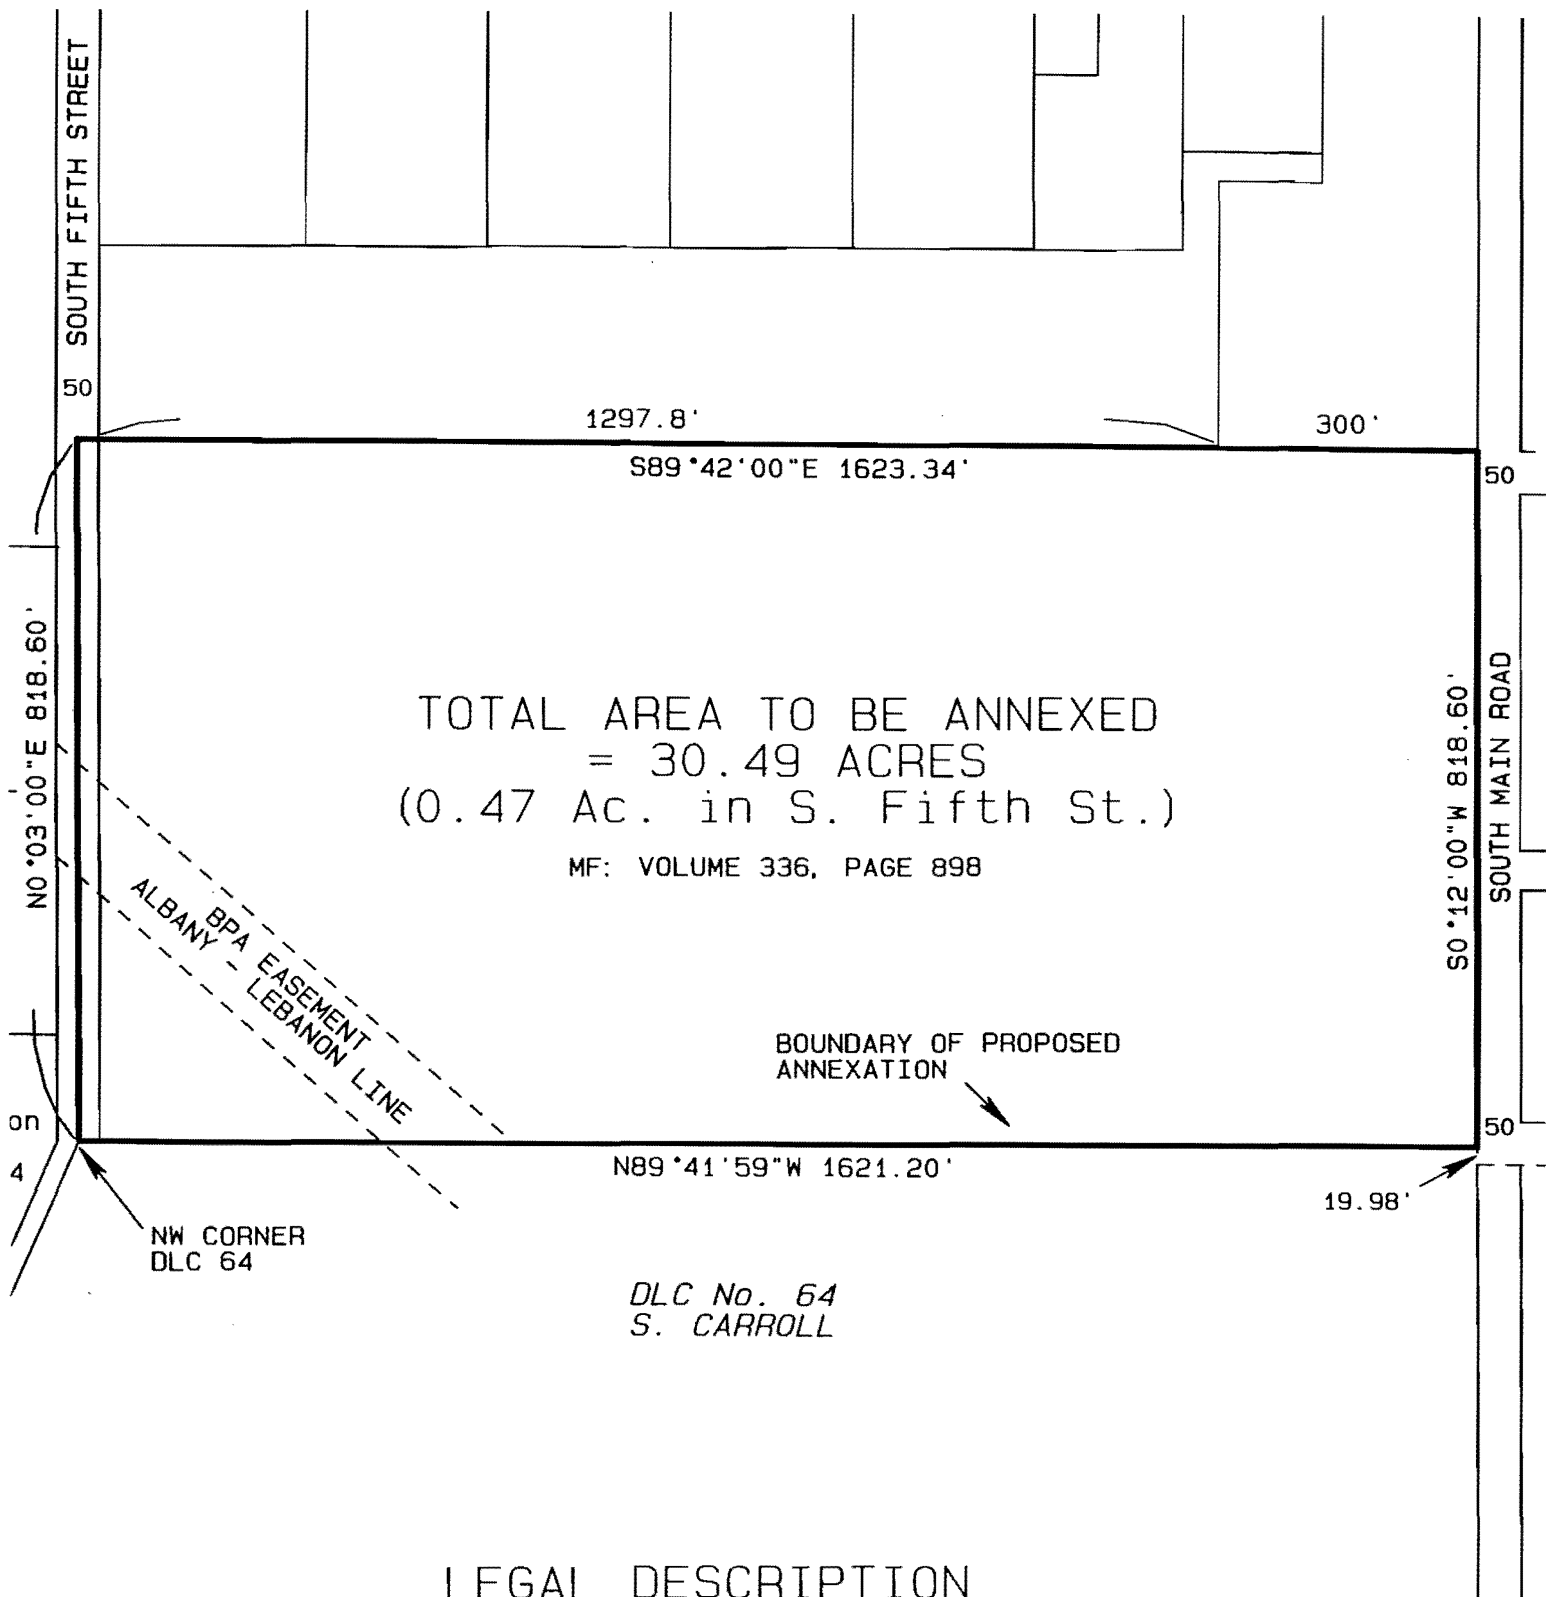 SOUTH FIFTH STREET
50
1297.8'
300'
S89°42'00"E 1623.34'
50
N0°03'00"E 818.60'
TOTAL AREA TO BE ANNEXED
= 30.49 ACRES
(0.47 Ac. in S. Fifth St.)
MF: VOLUME 336, PAGE 898
S0°12'00"W 818.60'
SOUTH MAIN ROAD
BPA EASEMENT
ALBANY - LEBANON LINE
BOUNDARY OF PROPOSED
ANNEXATION
on
4
50
N89°41'59"W 1621.20'
19.98'
NW CORNER
DLC 64
DLC No. 64
S. CARROLL
LEGAL DESCRIPTION